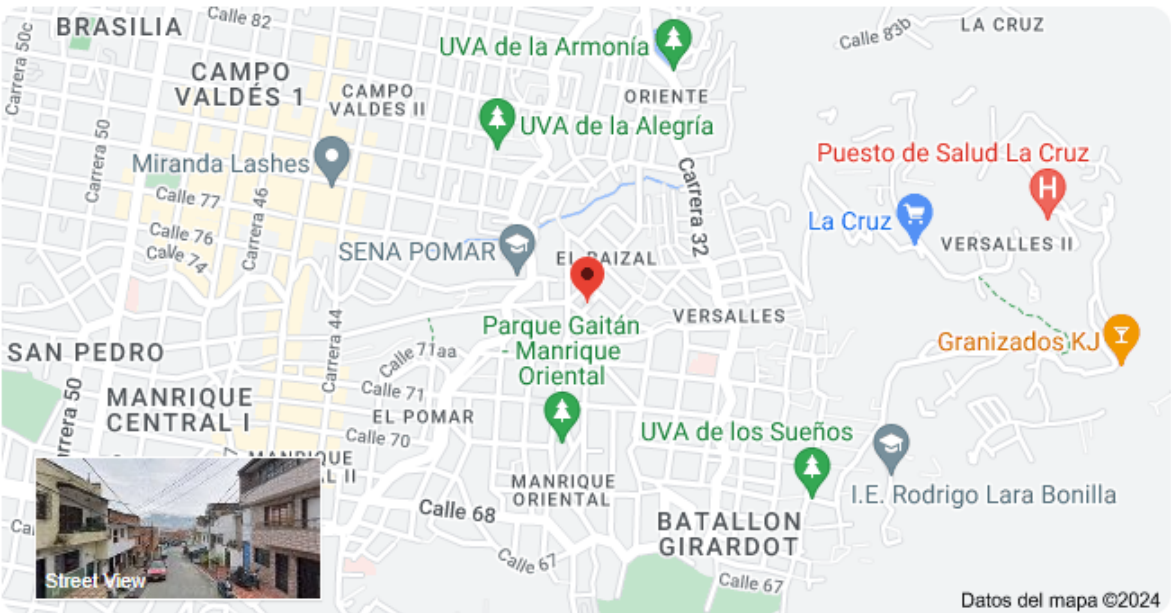 Calle 82
BRASILIA
LA CRUZ
Calle 83b
Carrera 50c
UVA de la Armonía
CAMPO
VALDÉS 1
CAMPO
VALDES II
ORIENTE
UVA de la Alegría
Carrera 50
Miranda Lashes
Puesto de Salud La Cruz
Carrera 32
Calle 77
Carrera 46
La Cruz
Calle 76
VERSALLES II
SENA POMAR
Calle 74
EL RAIZAL
VERSALLES
Parque Gaitán
- Manrique
Oriental
Granizados KJ
Carrera 44
SAN PEDRO
Calle 71aa
MANRIQUE
CENTRAL I
Calle 71
EL POMAR
Calle 70
UVA de los Sueños
MANRIQUE
L II
rrera 50
MANRIQUE
ORIENTAL
I.E. Rodrigo Lara Bonilla
Calle 68
BATALLON
GIRARDOT
Ca
Calle 67
Calle 67
Street View
Datos del mapa ©2024